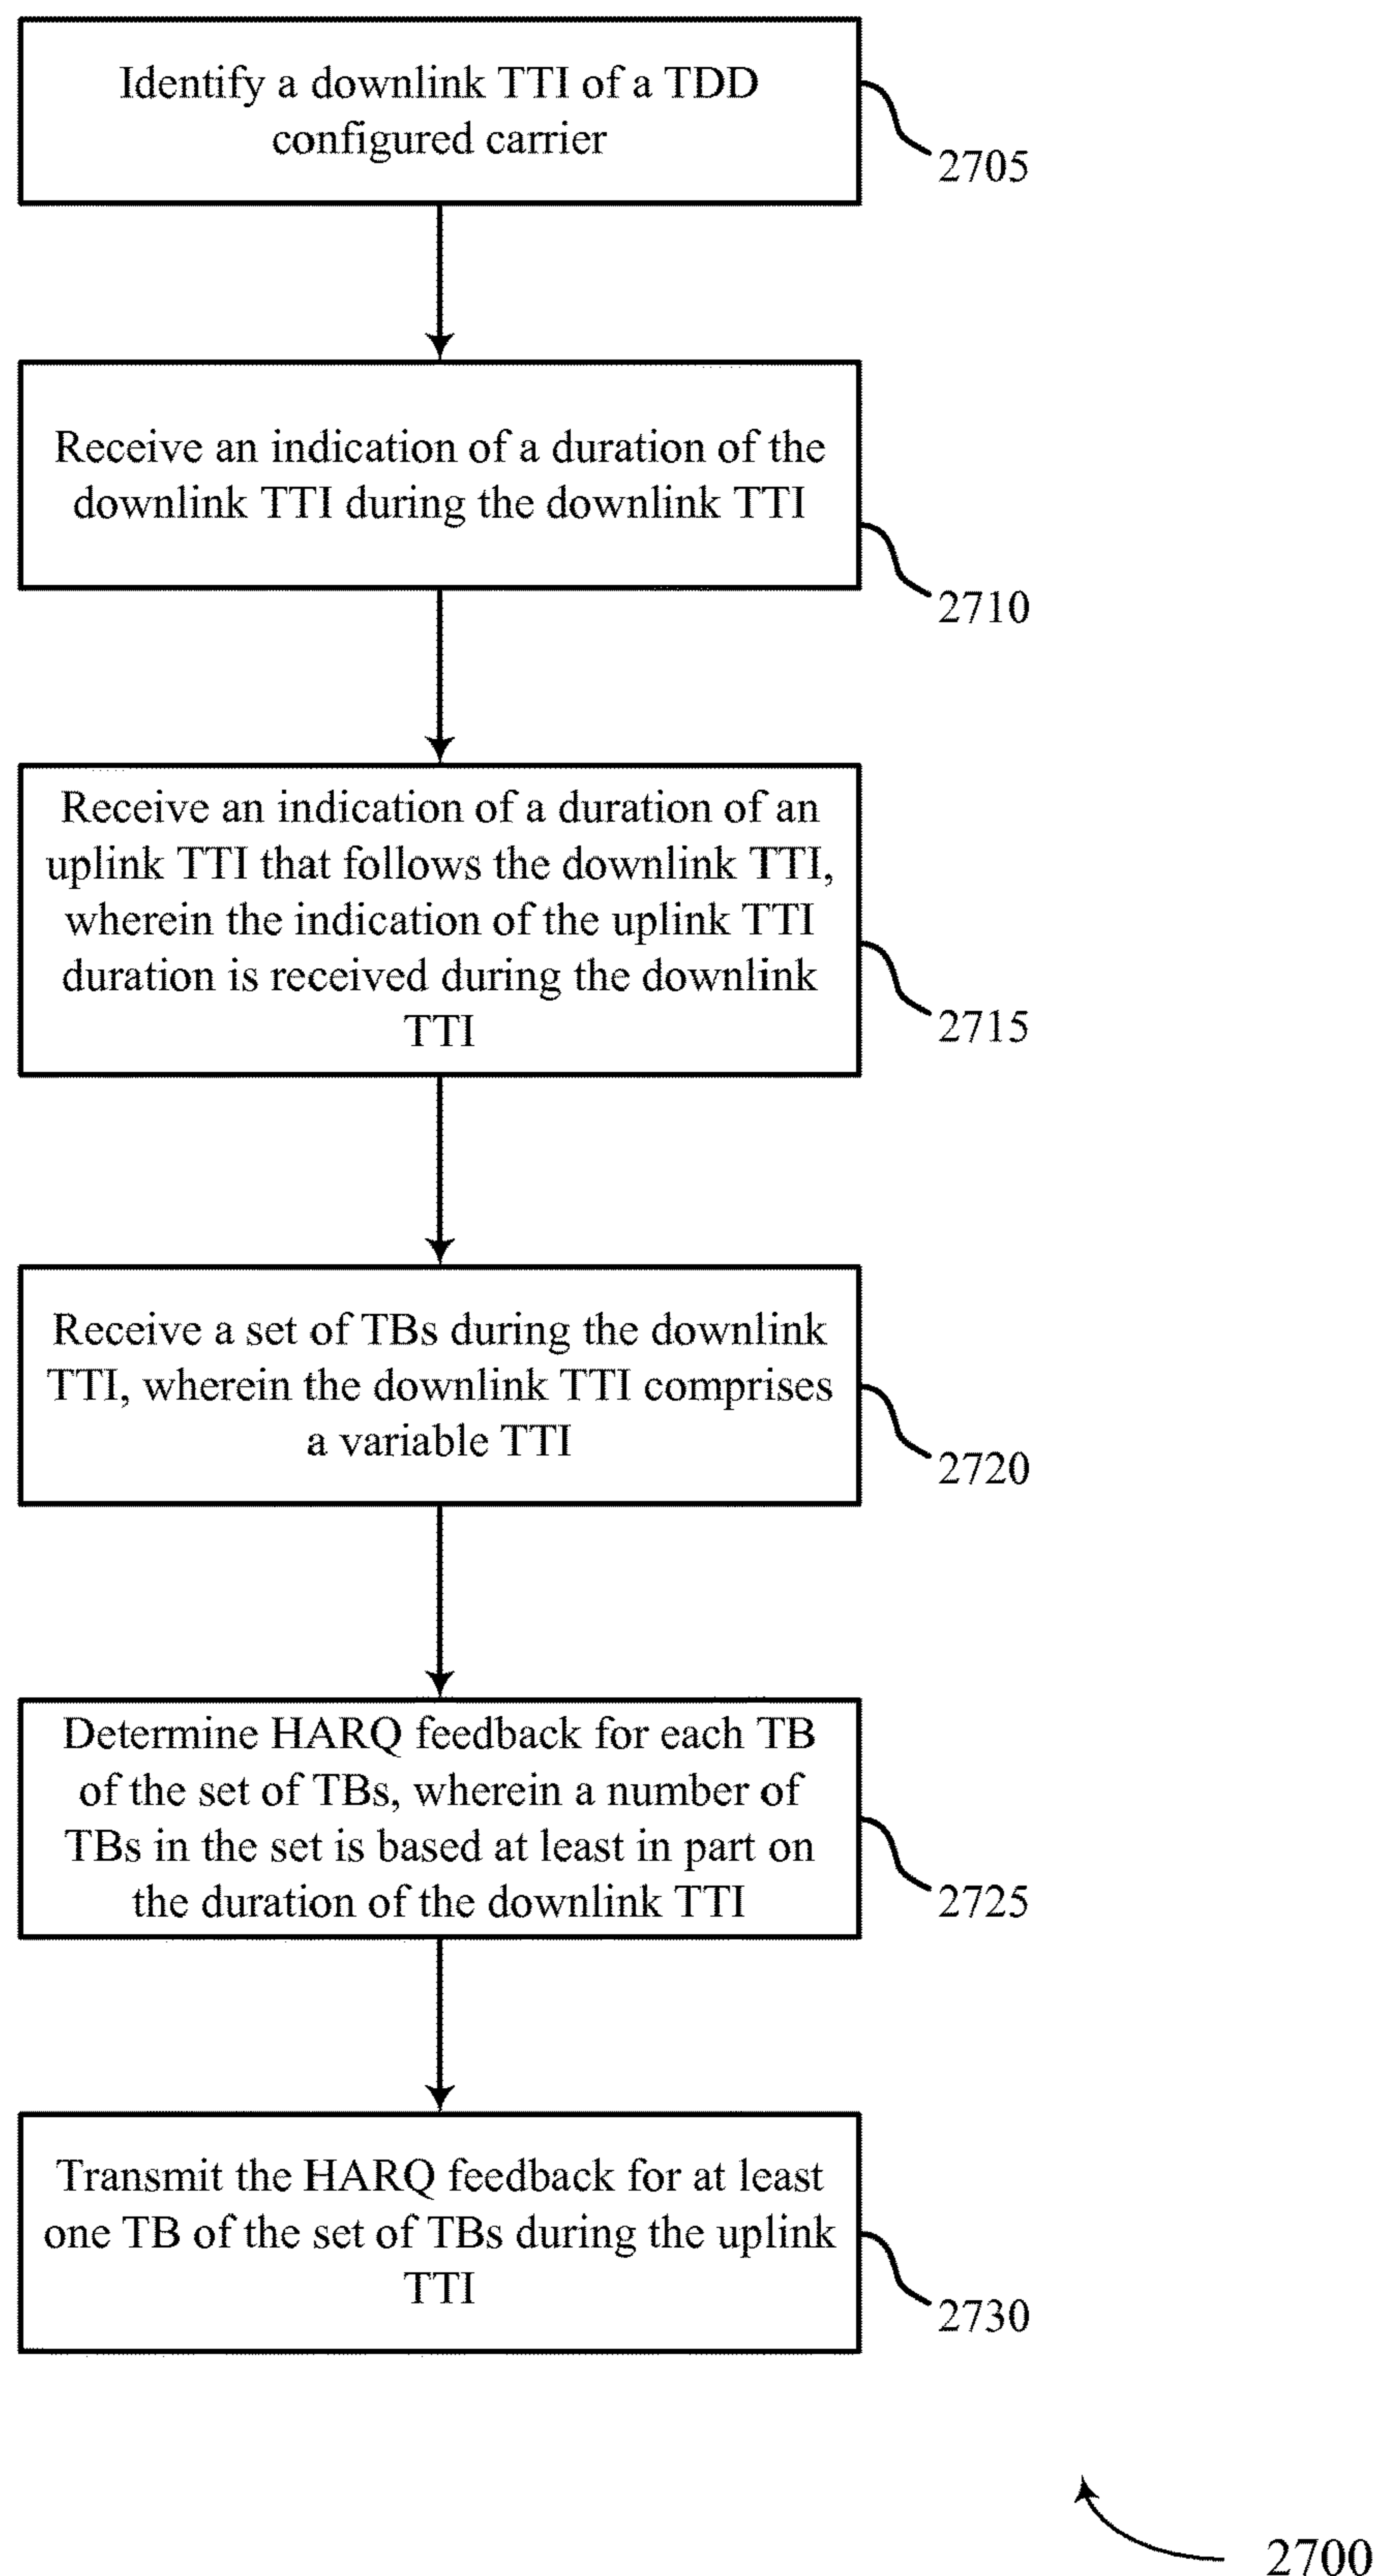 Identify a downlink TTI of a TDD
configured carrier
2705
Receive an indication of a duration of the
downlink TTI during the downlink TTI
2710
Receive an indication of a duration of an
uplink TTI that follows the downlink TTI,
wherein the indication of the uplink TTI
duration is received during the downlink
TTI
2715
Receive a set of TBs during the downlink
TTI, wherein the downlink TTI comprises
a variable TTI
2720
Determine HARQ feedback for each TB
of the set of TBs, wherein a number of
TBs in the set is based at least in part on
the duration of the downlink TTI
2725
Transmit the HARQ feedback for at least
one TB of the set of TBs during the uplink
TTI
2730
2700